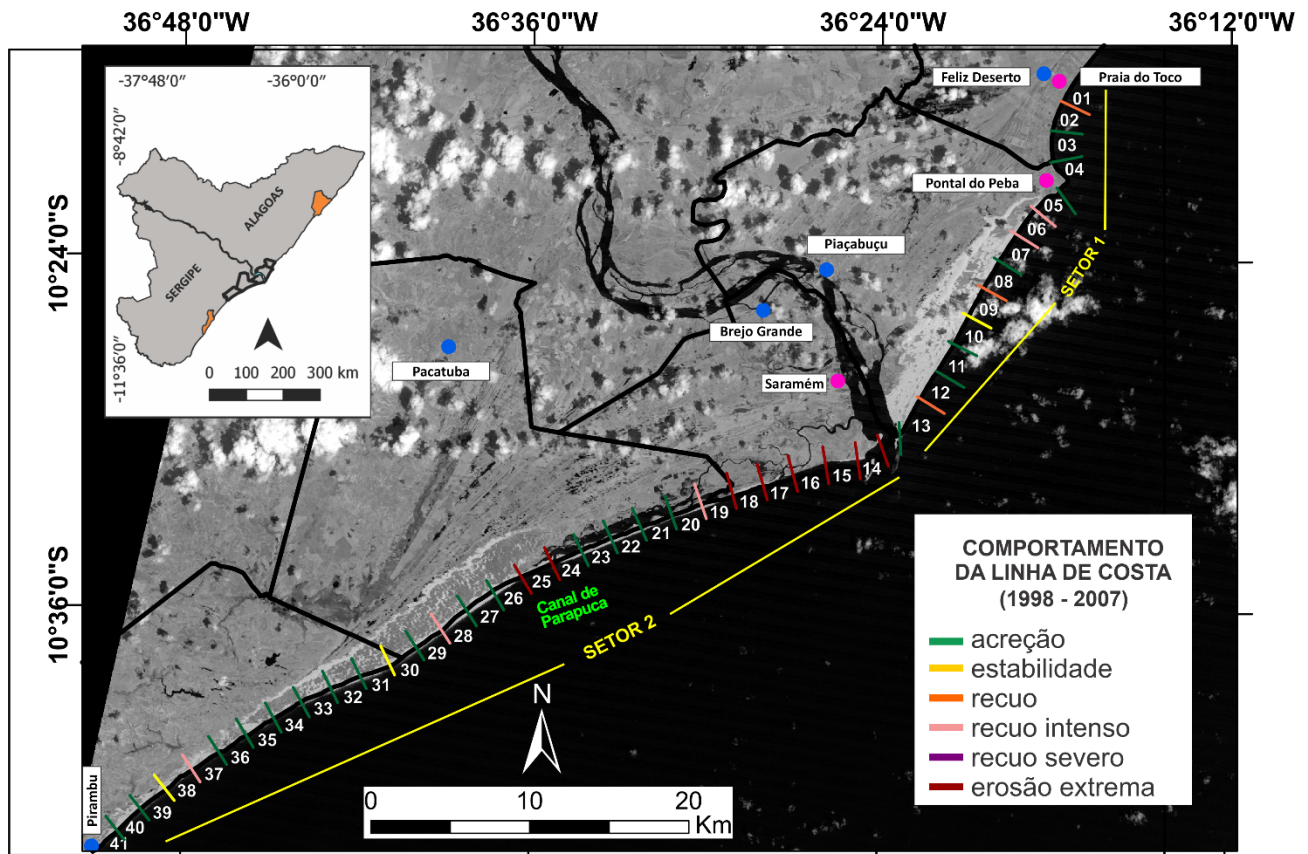 36°48'0"W
36°36'0"W
36°24'0"W
36°12'0"W
-37°48'0"
-36°0'0"
-8°42'0"
-11°36'0"
ALAGOAS
SERGIPE
0 100 200 300 km
10°24'0"S
10°36'0"S
Feliz Deserto
Praia do Toco
Pontal do Peba
Piaçabuçu
Brejo Grande
Pacatuba
Saramém
Pirambu
01
02
03
04
05
06
07
08
09
10
11
12
13
14
15
16
17
18
19
20
21
22
23
24
25
26
27
28
29
30
31
32
33
34
35
36
37
38
39
40
41
SETOR 1
SETOR 2
Canal de
Parapuca
N
0 10 20
Km
COMPORTAMENTO
DA LINHA DE COSTA
(1998 - 2007)
acreção
estabilidade
recuo
recuo intenso
recuo severo
erosão extrema